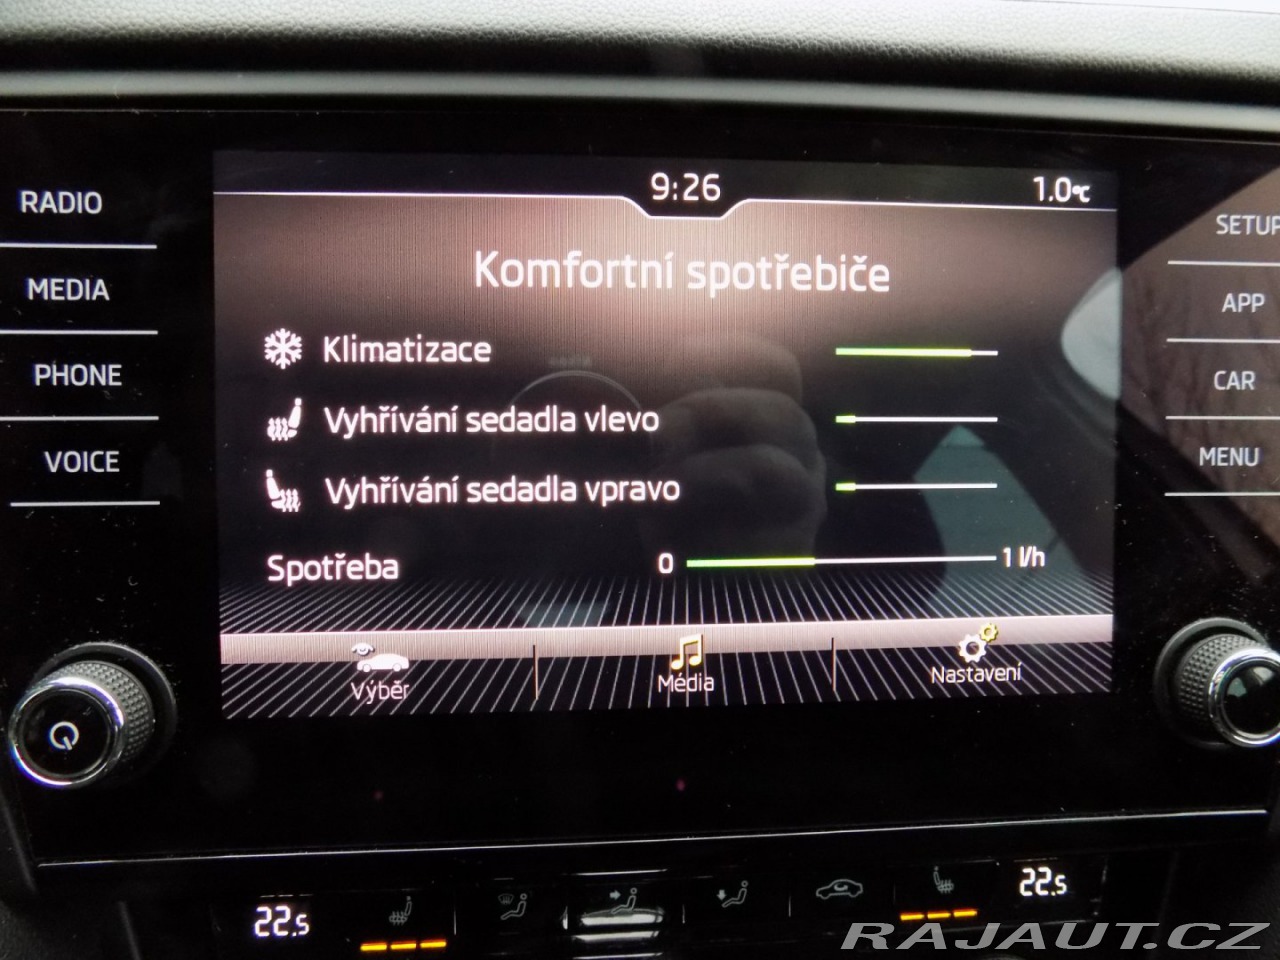 9:26
1.0°C
RADIO
MEDIA
PHONE
VOICE
Komfortní spotřebiče
Klimatizace
Vyhřívání sedadla vlevo
Vyhřívání sedadla vpravo
Spotřeba 0 1 l/h
Výběr
Média
Nastavení
SETUP
APP
CAR
MENU
22.5
22.5
RAJAUT.CZ